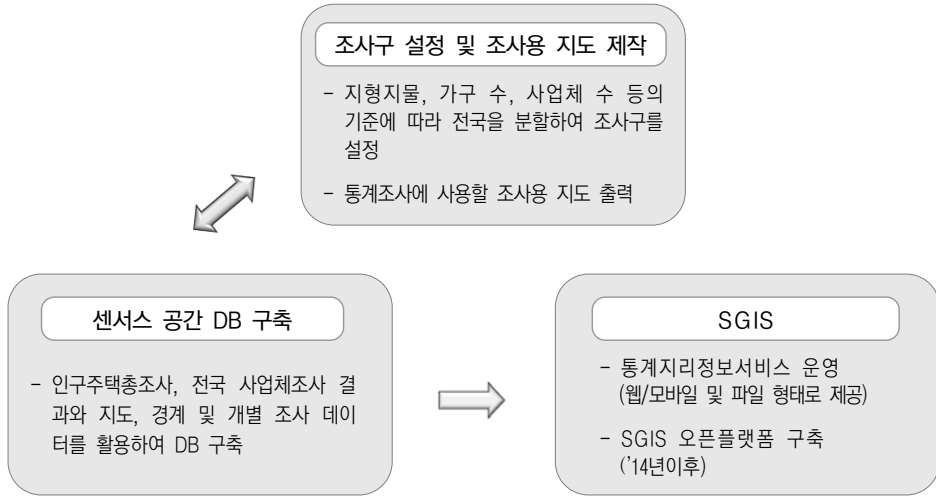 조사구 설정 및 조사용 지도 제작
- 지형지물, 가구 수, 사업체 수 등의
기준에 따라 전국을 분할하여 조사구를
설정
- 통계조사에 사용할 조사용 지도 출력
센서스 공간 DB 구축
- 인구주택총조사, 전국 사업체조사 결
과와 지도, 경계 및 개별 조사 데이
터를 활용하여 DB 구축
SGIS
- 통계지리정보서비스 운영
(웹/모바일 및 파일 형태로 제공)
- SGIS 오픈플랫폼 구축
('14년이후)